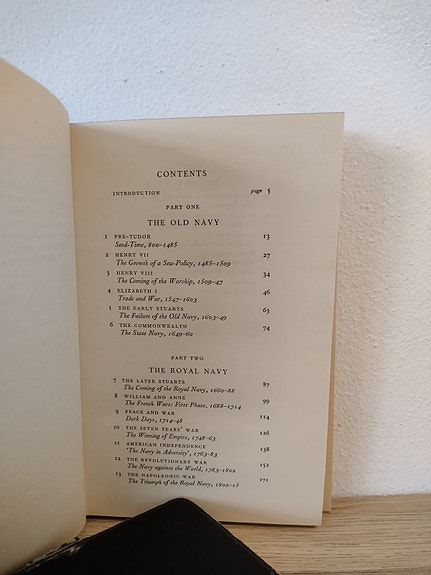 CONTENTS
INTRODUCTION page 5
PART ONE
THE OLD NAVY
1 PRE-TUDOR 13
Seed-Time, 800–1485
2 HENRY VII 27
The Growth of a Sea-Policy, 1485–1509
3 HENRY VIII 34
The Coming of the Warship, 1509–47
4 ELIZABETH I 46
Trade and War, 1547–1603
5 THE EARLY STUARTS 63
The Failure of the Old Navy, 1603–49
6 THE COMMONWEALTH 74
The State Navy, 1649–60
PART TWO
THE ROYAL NAVY
7 THE LATER STUARTS 87
The Coming of the Royal Navy, 1660–88
8 WILLIAM AND ANNE 99
The French Wars: First Phase, 1688–1714
9 PEACE AND WAR 114
Dark Days, 1714–48
10 THE SEVEN YEARS' WAR 126
The Winning of Empire, 1748–63
11 AMERICAN INDEPENDENCE 138
'The Navy in Adversity', 1763–83
12 THE REVOLUTIONARY WAR 152
The Navy against the World, 1783–1802
13 THE NAPOLEONIC WAR 171
The Triumph of the Royal Navy, 1802–15